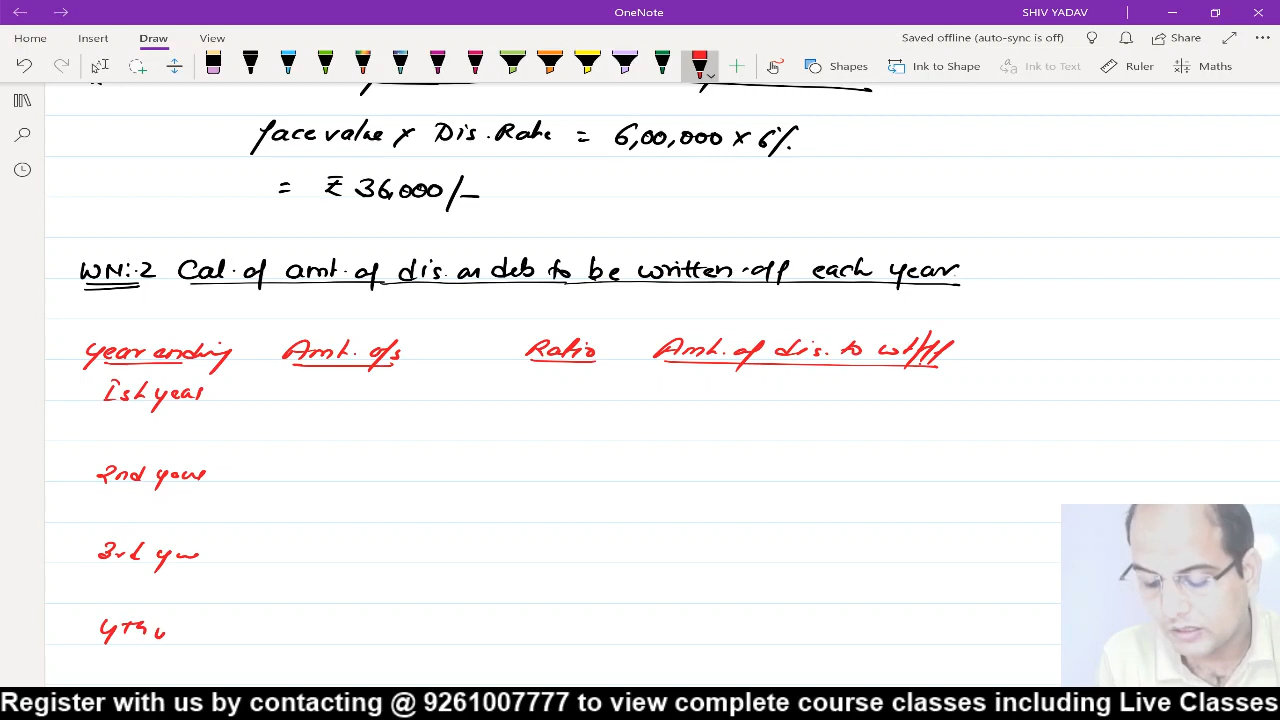 OneNote
SHIV YADAV
Home Insert Draw View
Saved offline (auto-sync is off) Share
Shapes Ink to Shape Ink to Text Ruler Maths
face value x Dis. Rate = 6,00,000 x 6%
= ₹ 36,000/-
WN:-2 Cal. of amt. of dis. on deb to be written-off each year.
year ending Amt. o/s Ratio Amt. of dis. to wt/off
Ist year
2nd year
3rd year
4th
Register with us by contacting @ 9261007777 to view complete course classes including Live Classes